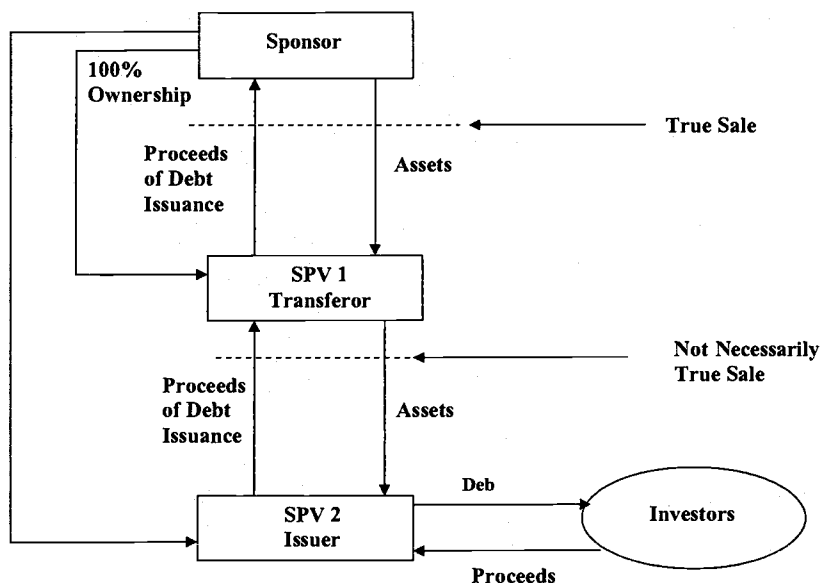 Sponsor
100%
Ownership
True Sale
Proceeds
of Debt
Issuance
Assets
SPV 1
Transferor
Not Necessarily
True Sale
Proceeds
of Debt
Issuance
Assets
Deb
SPV 2
Issuer
Investors
Proceeds